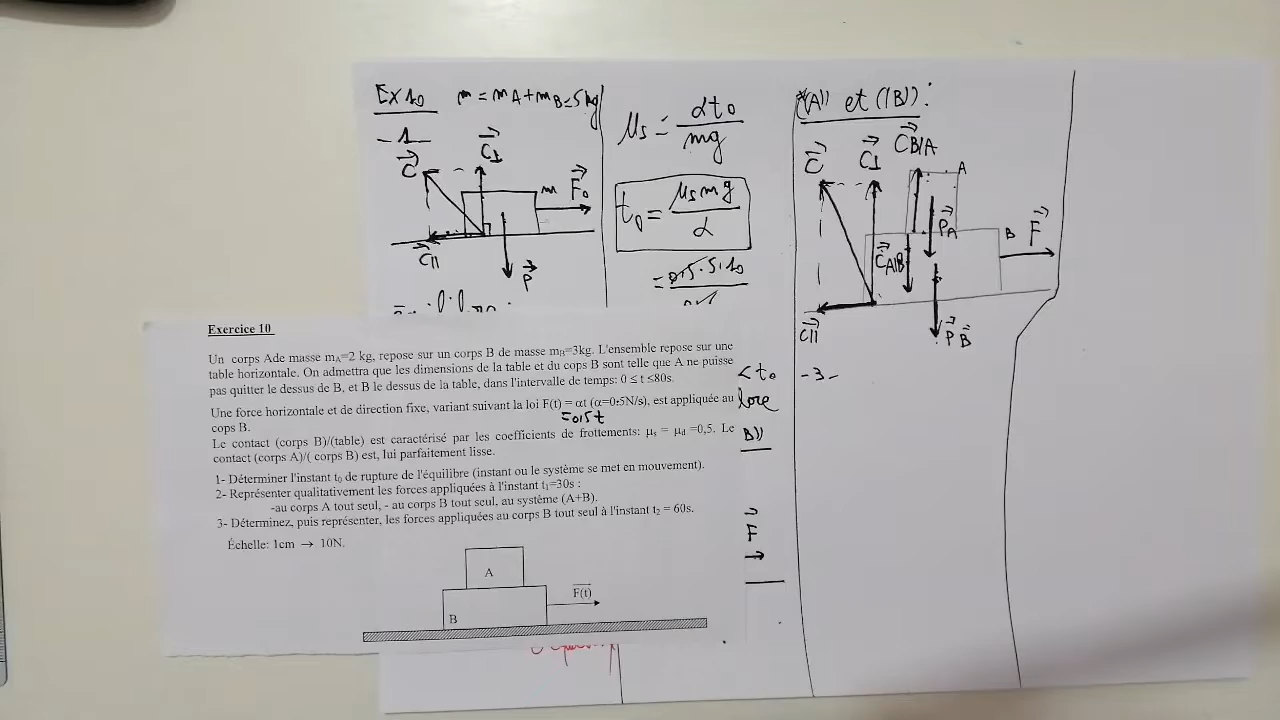 Ex 10
m = mA + mB = 5 kg
- 1
C
C⊥
m
F₀
C||
P
μs = αt₀ / mg
t₀ = μs mg / α
= 0,5.5.10
(A)) et ((B)):
C
C⊥
CB/A
A
PA
B
F
CA/B
C||
PB
< t₀
- 3 -
B))
F
Exercice 10
Un corps Ade masse mA=2 kg, repose sur un corps B de masse mB=3kg. L'ensemble repose sur une
table horizontale. On admettra que les dimensions de la table et du cops B sont telle que A ne puisse
pas quitter le dessus de B, et B le dessus de la table, dans l'intervalle de temps: 0 ≤ t ≤80s.
Une force horizontale et de direction fixe, variant suivant la loi F(t) = αt (α=0.5N/s), est appliquée au
cops B.
=0,5t
Le contact (corps B)/(table) est caractérisé par les coefficients de frottements: μs = μd =0,5. Le
contact (corps A)/( corps B) est, lui parfaitement lisse.
1- Déterminer l'instant t₀ de rupture de l'équilibre (instant ou le système se met en mouvement).
2- Représenter qualitativement les forces appliquées à l'instant t₁=30s :
-au corps A tout seul, - au corps B tout seul, au système (A+B).
3- Déterminez, puis représenter, les forces appliquées au corps B tout seul à l'instant t₂ = 60s.
Échelle: 1cm → 10N.
A
B
F(t)